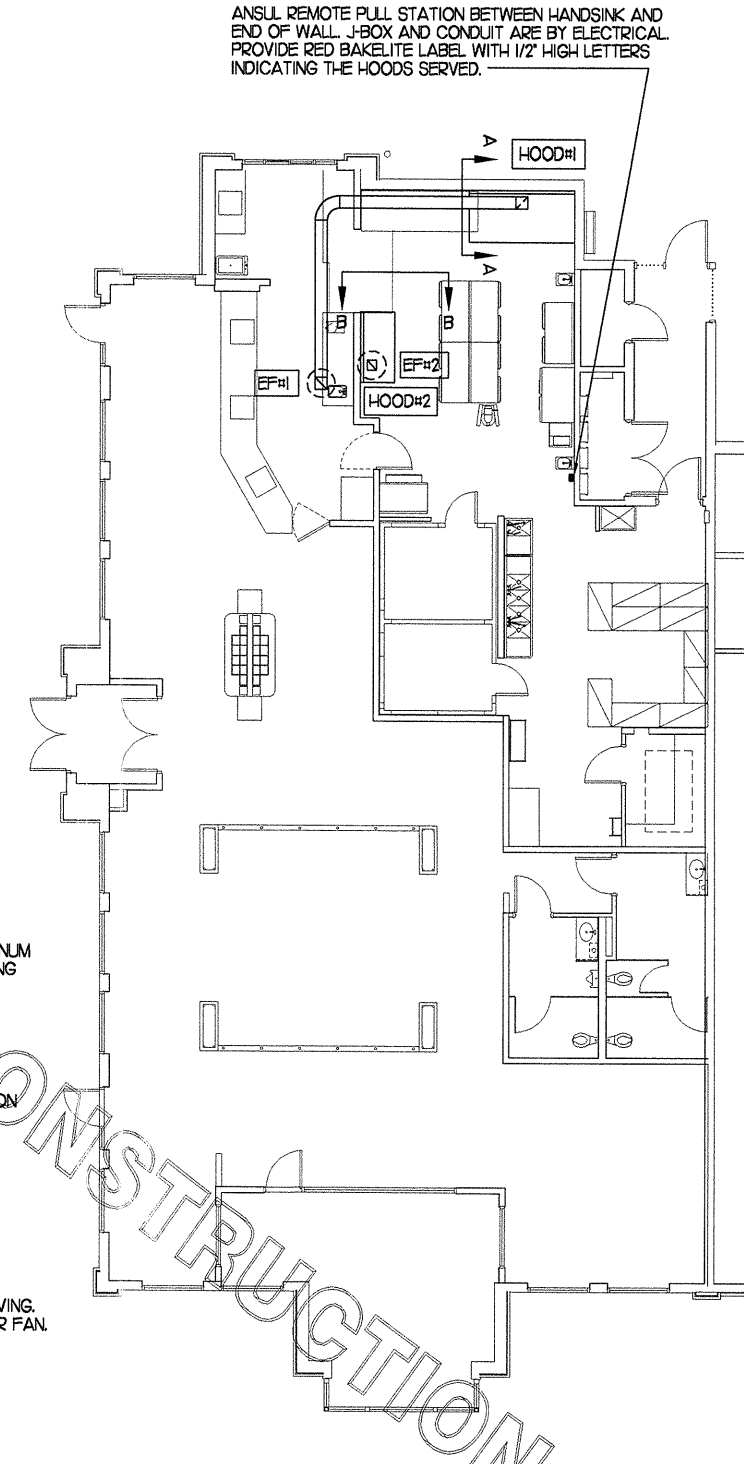 ANSUL REMOTE PULL STATION BETWEEN HANDSINK AND
END OF WALL. J-BOX AND CONDUIT ARE BY ELECTRICAL.
PROVIDE RED BAKELITE LABEL WITH 1/2" HIGH LETTERS
INDICATING THE HOODS SERVED.
A
HOOD#1
A
B
B
EF#2
EF#1
HOOD#2
NUM
NG
ON
ONSTRUCTION
VING.
R FAN.